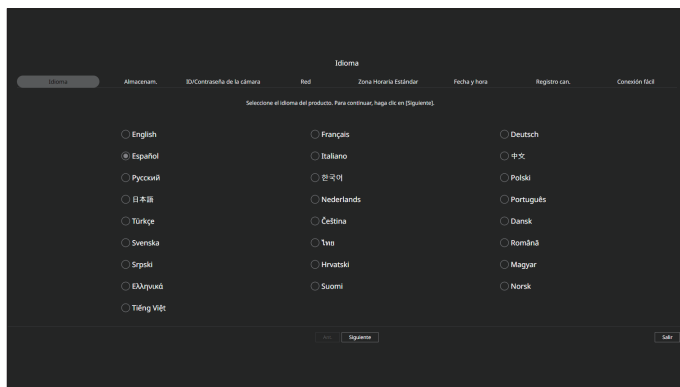 Idioma
Idioma Almacenam. ID/Contraseña de la cámara Red Zona Horaria Estándar Fecha y hora Registro can. Conexión fácil
Seleccione el idioma del producto. Para continuar, haga clic en [Siguiente].
English Français Deutsch
Español Italiano 中文
Русский 한국어 Polski
日本語 Nederlands Português
Türkçe Čeština Dansk
Svenska ไทย Română
Srpski Hrvatski Magyar
Ελληνικά Suomi Norsk
Tiếng Việt
Siguiente Salir